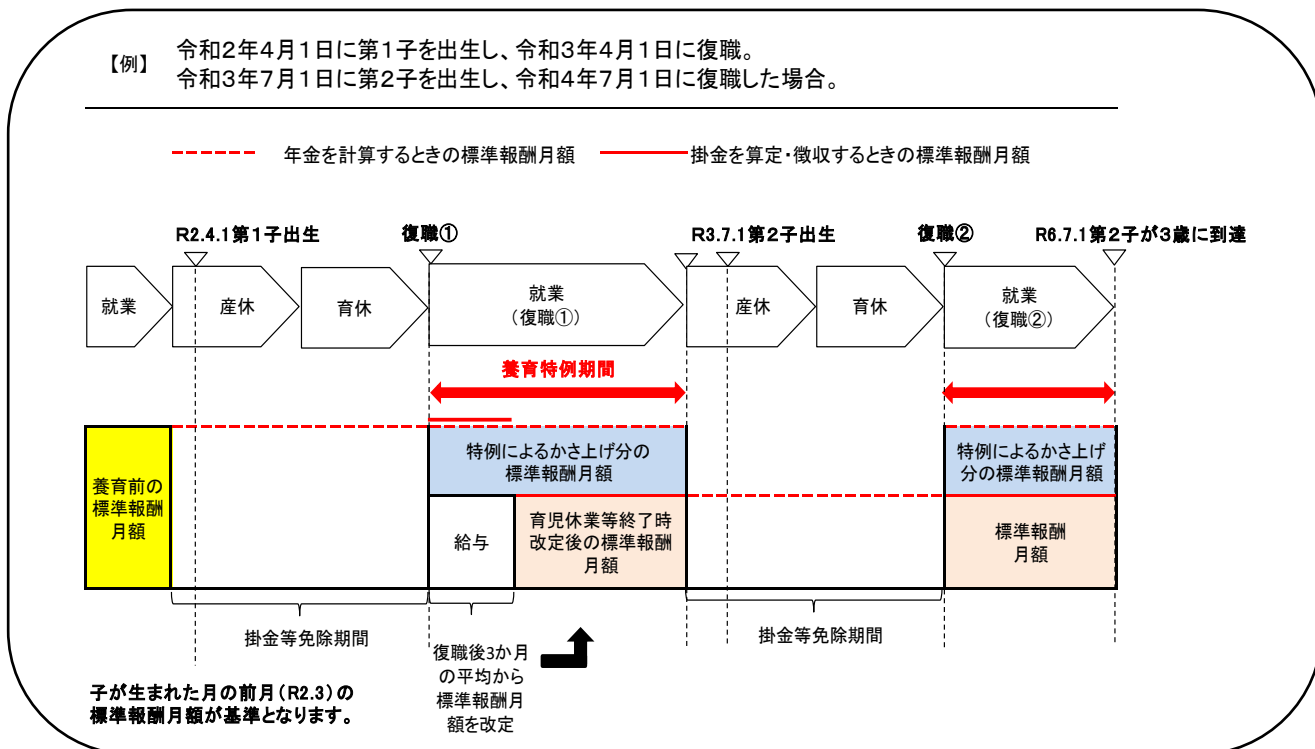 【例】
令和2年4月1日に第1子を出生し、令和3年4月1日に復職。
令和3年7月1日に第2子を出生し、令和4年7月1日に復職した場合。
年金を計算するときの標準報酬月額
掛金を算定・徴収するときの標準報酬月額
R2.4.1第1子出生
復職①
R3.7.1第2子出生
復職②
R6.7.1第2子が3歳に到達
就業
産休
育休
就業
(復職①)
産休
育休
就業
(復職②)
養育特例期間
養育前の
標準報酬
月額
特例によるかさ上げ分の
標準報酬月額
特例によるかさ上げ
分の標準報酬月額
給与
育児休業等終了時
改定後の標準報酬
月額
標準報酬
月額
掛金等免除期間
掛金等免除期間
復職後3か月
の平均から
標準報酬月
額を改定
子が生まれた月の前月(R2.3)の
標準報酬月額が基準となります。